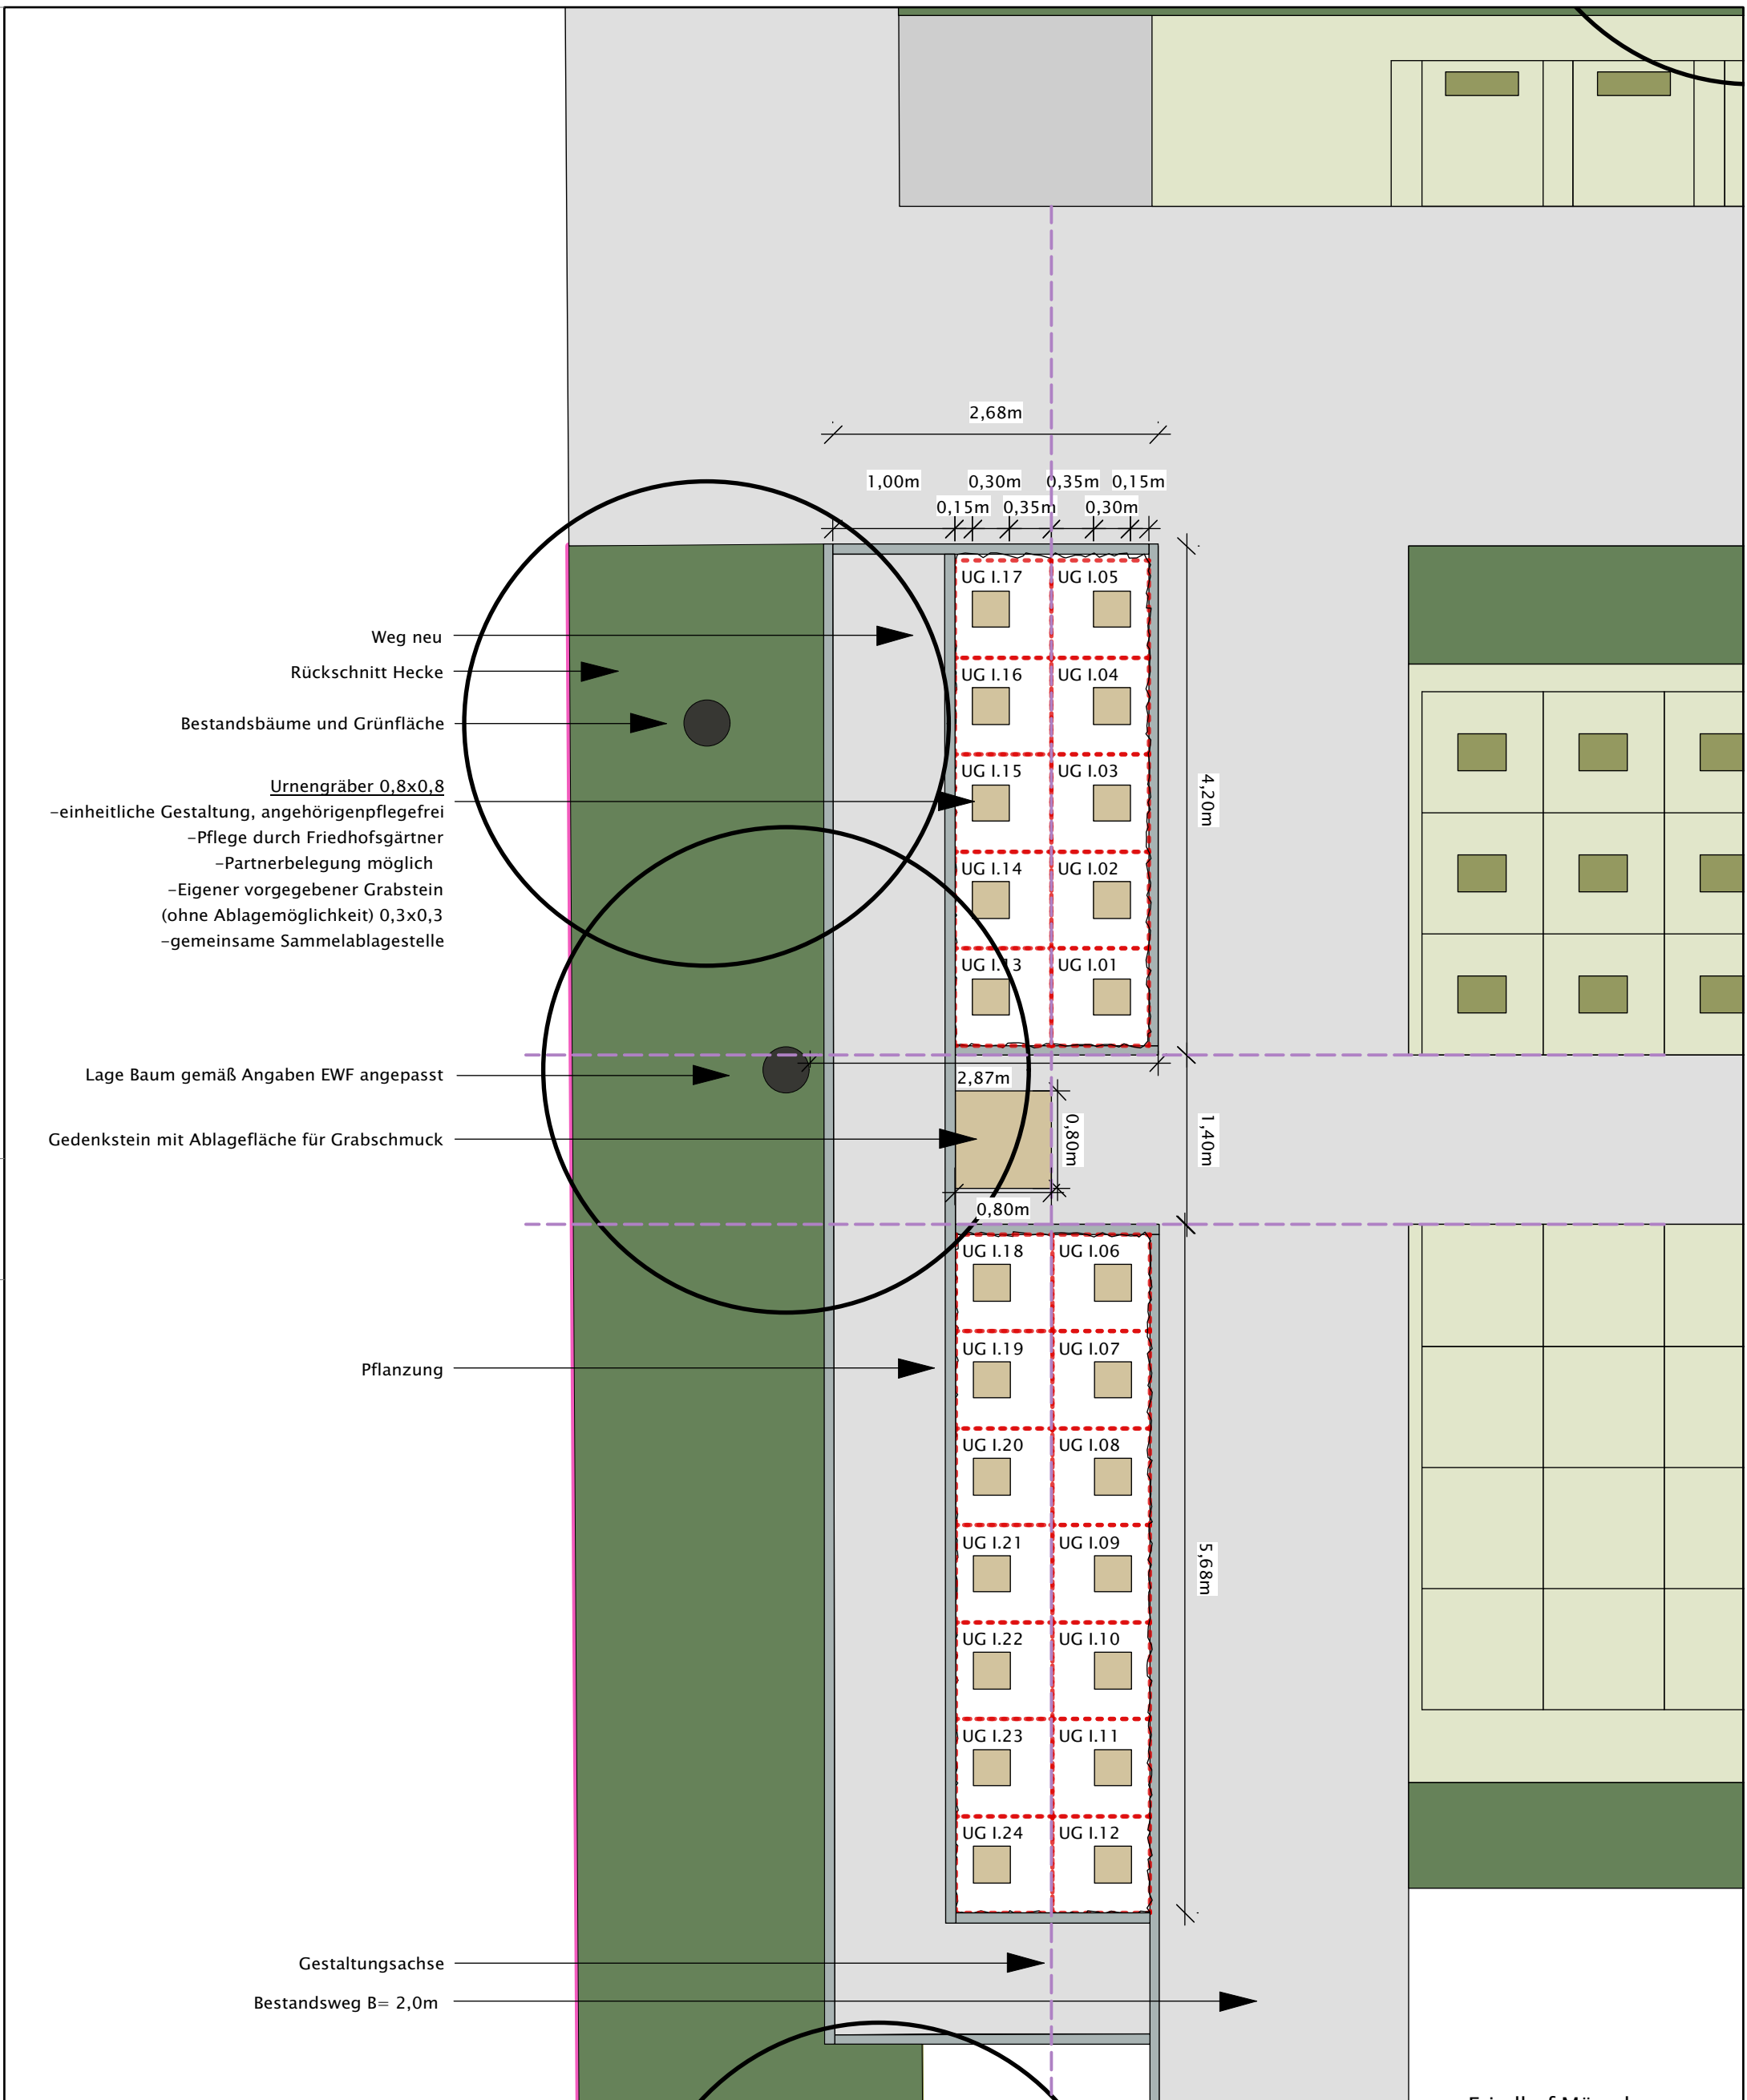 2,68m
1,00m 0,30m 0,35m 0,15m
0,15m 0,35m 0,30m
UG I.17 UG I.05
Weg neu
Rückschnitt Hecke
UG I.16 UG I.04
Bestandsbäume und Grünfläche
UG I.15 UG I.03
Urnengräber 0,8x0,8
-einheitliche Gestaltung, angehörigenpflegefrei
-Pflege durch Friedhofsgärtner
-Partnerbelegung möglich
-Eigener vorgegebener Grabstein
(ohne Ablagemöglichkeit) 0,3x0,3
-gemeinsame Sammelablagestelle
4,20m
UG I.14 UG I.02
UG I.13 UG I.01
Lage Baum gemäß Angaben EWF angepasst
2,87m
Gedenkstein mit Ablagefläche für Grabschmuck
0,80m
1,40m
0,80m
UG I.18 UG I.06
UG I.19 UG I.07
Pflanzung
UG I.20 UG I.08
UG I.21 UG I.09
5,68m
UG I.22 UG I.10
UG I.23 UG I.11
UG I.24 UG I.12
Gestaltungsachse
Bestandsweg B= 2,0m